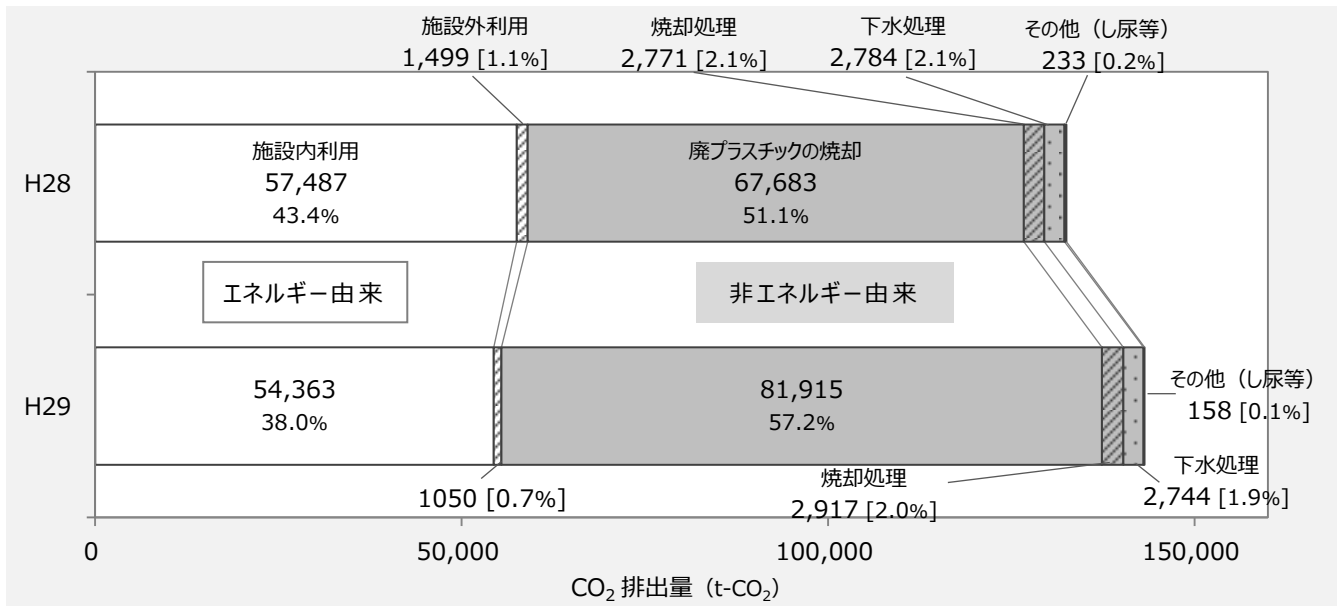 施設外利用
1,499 [1.1%]
焼却処理
2,771 [2.1%]
下水処理
2,784 [2.1%]
その他（し尿等）
233 [0.2%]
H28
施設内利用
57,487
43.4%
廃プラスチックの焼却
67,683
51.1%
エネルギー由来
非エネルギー由来
H29
54,363
38.0%
81,915
57.2%
その他（し尿等）
158 [0.1%]
1050 [0.7%]
焼却処理
2,917 [2.0%]
下水処理
2,744 [1.9%]
0
50,000
100,000
150,000
CO₂ 排出量（t-CO₂）